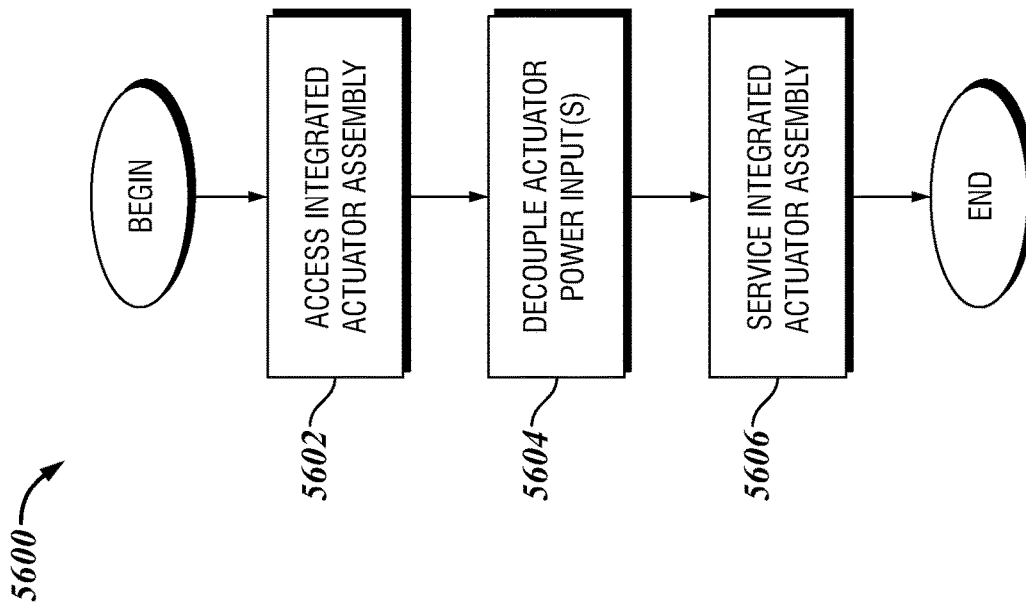 5600
BEGIN
5602
ACCESS INTEGRATED
ACTUATOR ASSEMBLY
5604
DECOUPLE ACTUATOR
POWER INPUT(S)
5606
SERVICE INTEGRATED
ACTUATOR ASSEMBLY
END